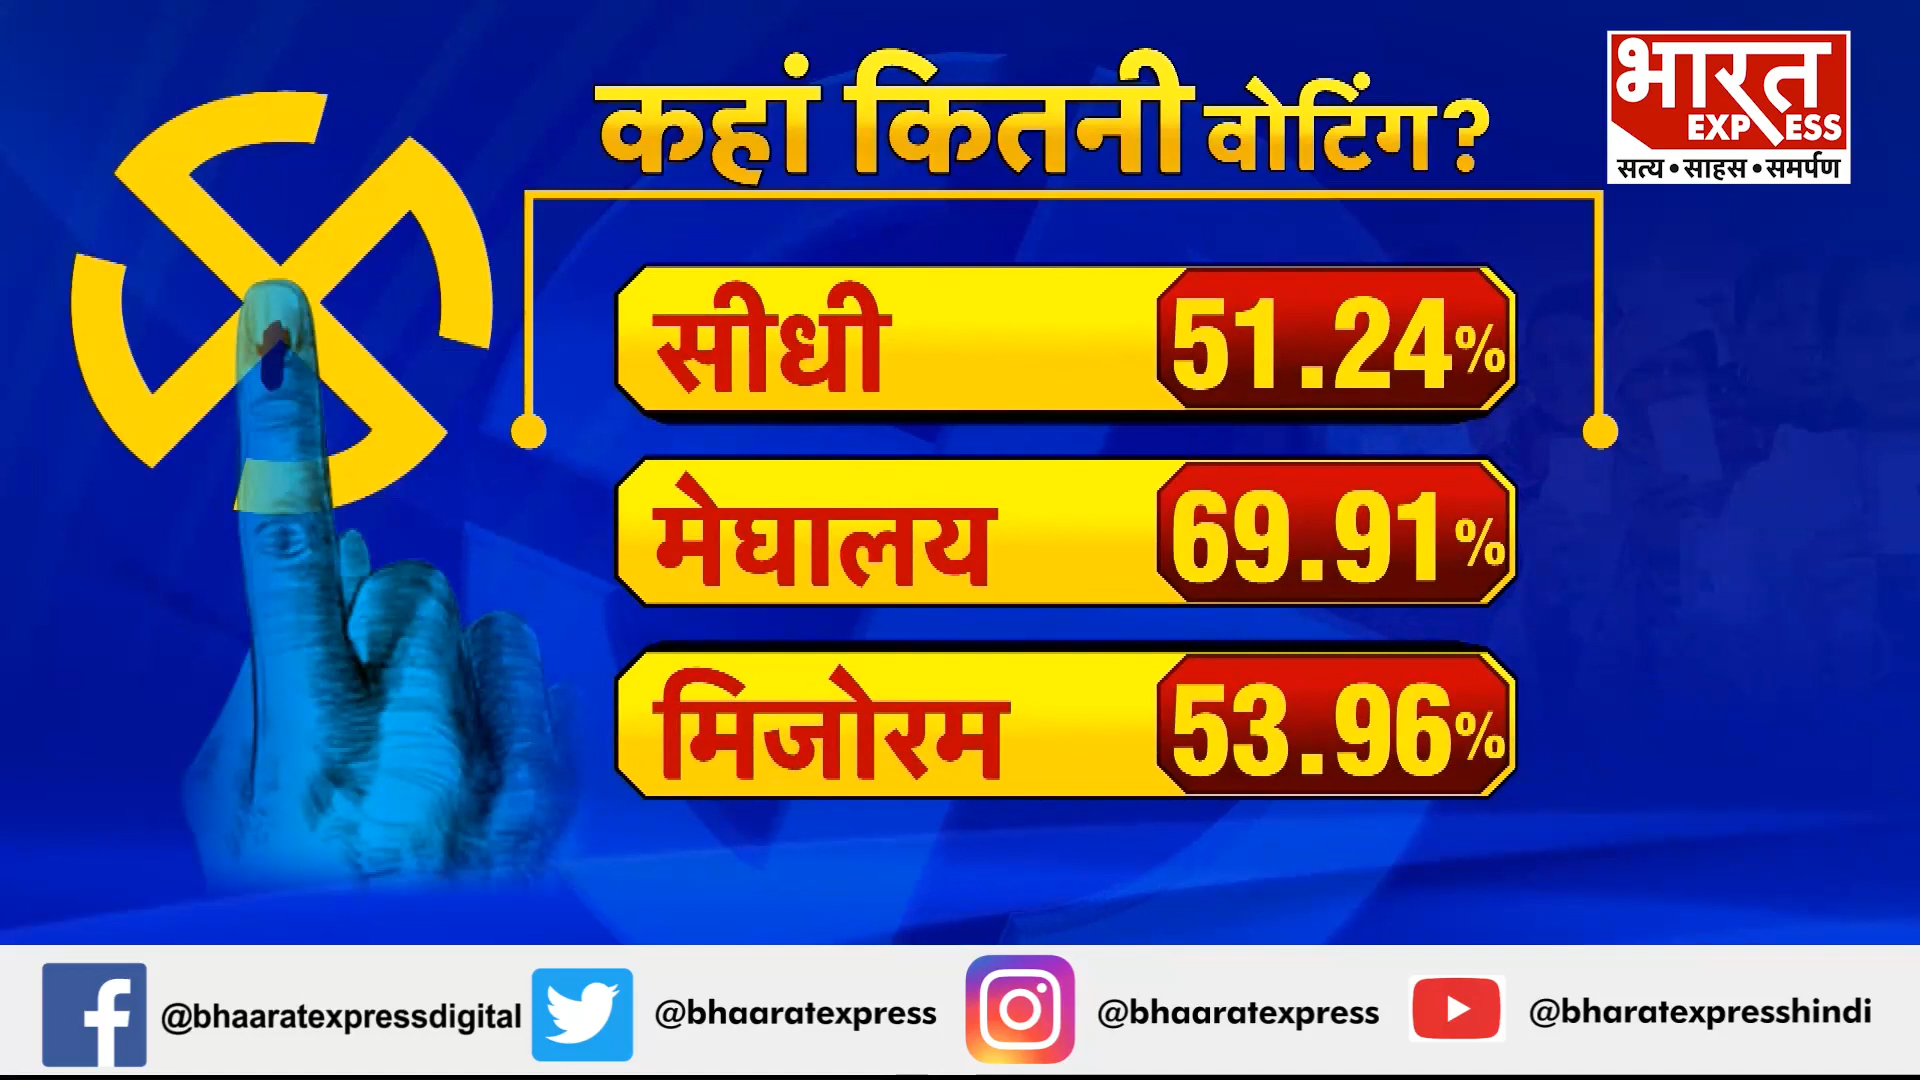 कहां कितनी वोटिंग?
भारत
EXPRESS
सत्य • साहस • समर्पण
सीधी 51.24%
मेघालय 69.91%
मिजोरम 53.96%
@bhaaratexpressdigital @bhaaratexpress @bhaaratexpress @bhaaratexpresshindi